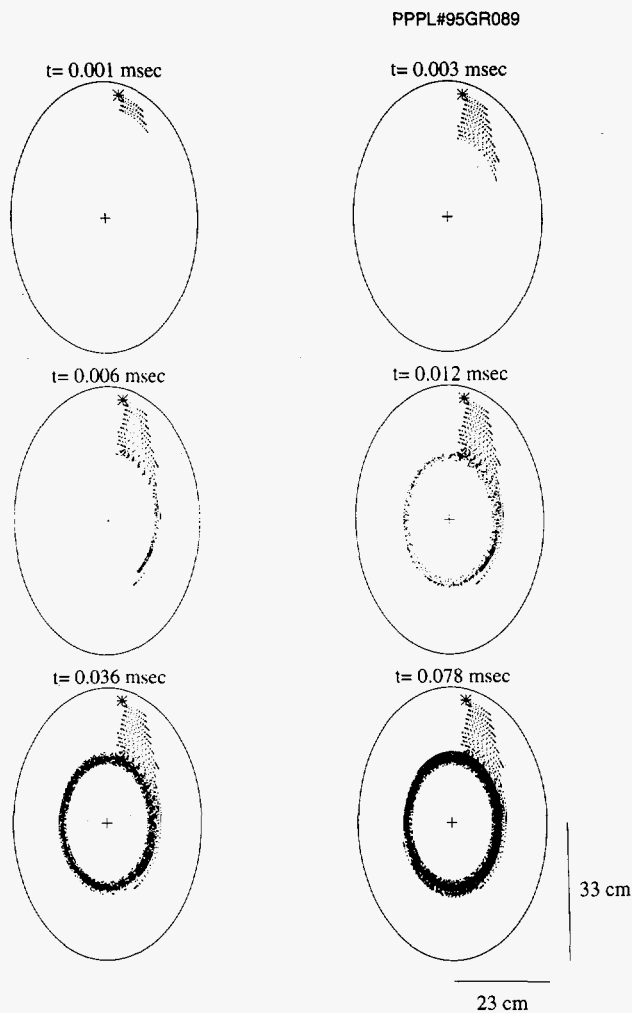 PPPL#95GR089
t= 0.001 msec
t= 0.003 msec
t= 0.006 msec
t= 0.012 msec
t= 0.036 msec
t= 0.078 msec
33 cm
23 cm